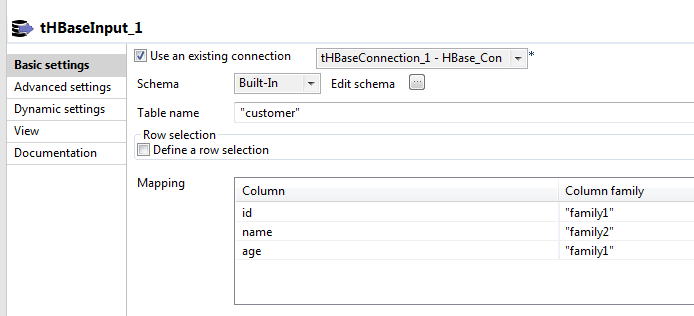 tHBaseInput_1
Basic settings
Advanced settings
Dynamic settings
View
Documentation
Use an existing connection tHBaseConnection_1 - HBase_Con *
Schema Built-In Edit schema ...
Table name "customer"
Row selection
Define a row selection
Mapping
Column Column family
id "family1"
name "family2"
age "family1"